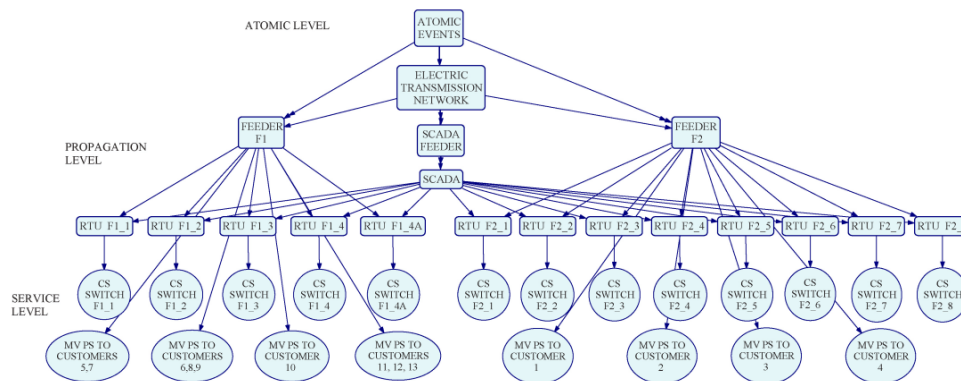 ATOMIC LEVEL
ATOMIC
EVENTS
ELECTRIC
TRANSMISSION
NETWORK
PROPAGATION
LEVEL
FEEDER
F1
SCADA
FEEDER
FEEDER
F2
SCADA
RTU F1_1
RTU F1_2
RTU F1_3
RTU F1_4
RTU F1_4A
RTU F2_1
RTU F2_2
RTU F2_3
RTU F2_4
RTU F2_5
RTU F2_6
RTU F2_7
SERVICE
LEVEL
CS
SWITCH
F1_1
CS
SWITCH
F1_2
CS
SWITCH
F1_3
CS
SWITCH
F1_4
CS
SWITCH
F1_4A
CS
SWITCH
F2_1
CS
SWITCH
F2_2
CS
SWITCH
F2_3
CS
SWITCH
F2_4
CS
SWITCH
F2_5
CS
SWITCH
F2_6
CS
SWITCH
F2_7
CS
SWITCH
F2_8
MV PS TO
CUSTOMERS
5,7
MV PS TO
CUSTOMERS
6,8,9
MV PS TO
CUSTOMER
10
MV PS TO
CUSTOMERS
11, 12, 13
MV PS TO
CUSTOMER
1
MV PS TO
CUSTOMER
2
MV PS TO
CUSTOMER
3
MV PS TO
CUSTOMER
4